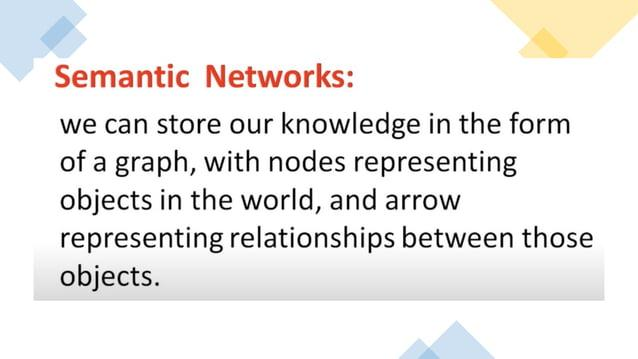 Semantic Networks:
we can store our knowledge in the form
of a graph, with nodes representing
objects in the world, and arrow
representing relationships between those
objects.